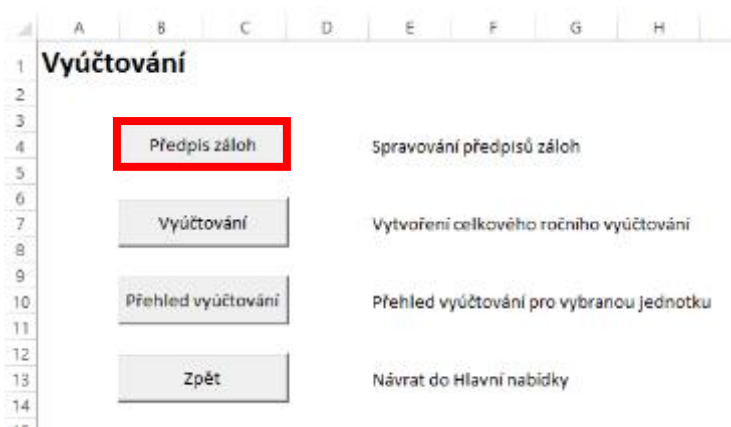 A B C D E F G H
1 Vyúčtování
2
3
4 Předpis záloh Spravování předpisů záloh
5
6
7 Vyúčtování Vytvoření celkového ročního vyúčtování
8
9
10 Přehled vyúčtování Přehled vyúčtování pro vybranou jednotku
11
12
13 Zpět Návrat do Hlavní nabídky
14